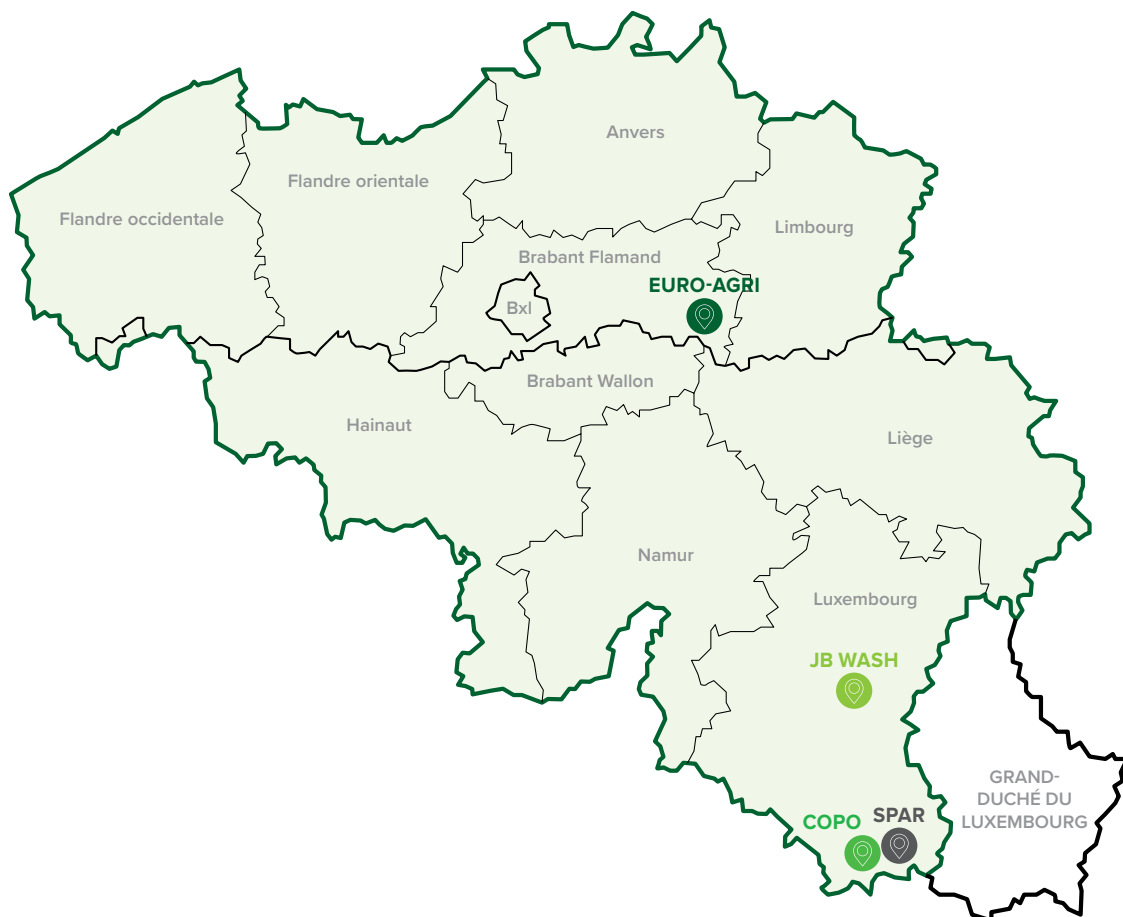 Anvers
Flandre orientale
Flandre occidentale
Limbourg
Brabant Flamand
EURO-AGRI
Bxl
Brabant Wallon
Hainaut
Liège
Namur
Luxembourg
JB WASH
GRAND-
DUCHÉ DU
LUXEMBOURG
COPO
SPAR